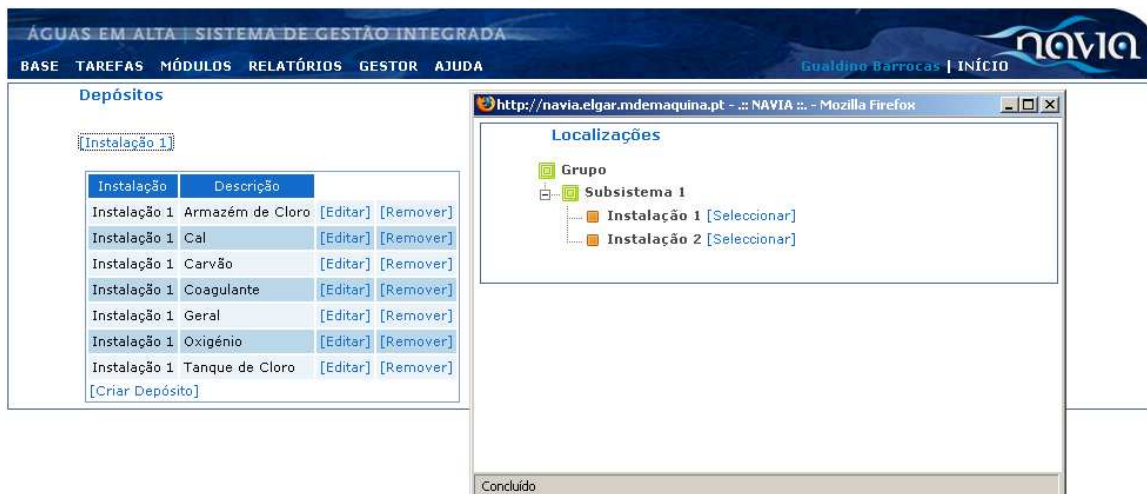 ÁGUAS EM ALTA | SISTEMA DE GESTÃO INTEGRADA
navia
BASE TAREFAS MÓDULOS RELATÓRIOS GESTOR AJUDA Gualdino Barrocas | INÍCIO
Depósitos
[Instalação 1]
Instalação Descrição
Instalação 1 Armazém de Cloro [Editar] [Remover]
Instalação 1 Cal [Editar] [Remover]
Instalação 1 Carvão [Editar] [Remover]
Instalação 1 Coagulante [Editar] [Remover]
Instalação 1 Geral [Editar] [Remover]
Instalação 1 Oxigénio [Editar] [Remover]
Instalação 1 Tanque de Cloro [Editar] [Remover]
[Criar Depósito]
http://navia.elgar.mdemaquina.pt - .:: NAVIA ::. - Mozilla Firefox
Localizações
Grupo
Subsistema 1
Instalação 1 [Seleccionar]
Instalação 2 [Seleccionar]
Concluído